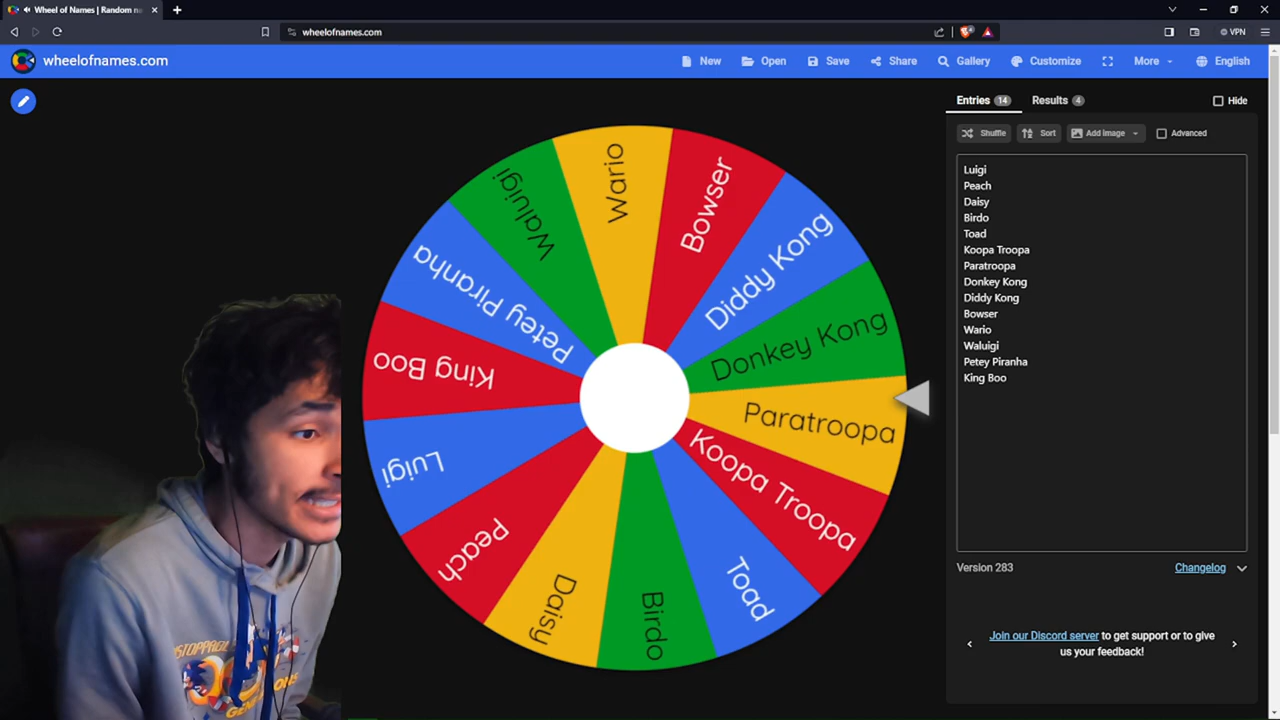 Wheel of Names | Random n
wheelofnames.com
VPN
wheelofnames.com
New
Open
Save
Share
Gallery
Customize
More
English
Entries 14
Results 4
Hide
Shuffle
Sort
Add image
Advanced
Luigi
Peach
Daisy
Birdo
Toad
Koopa Troopa
Paratroopa
Donkey Kong
Diddy Kong
Bowser
Wario
Waluigi
Petey Piranha
King Boo
Version 283
Changelog
Join our Discord server to get support or to give
us your feedback!
Wario
Bowser
Diddy Kong
Donkey Kong
Paratroopa
Koopa Troopa
Toad
Birdo
Daisy
Peach
Luigi
King Boo
Petey Piranha
Waluigi